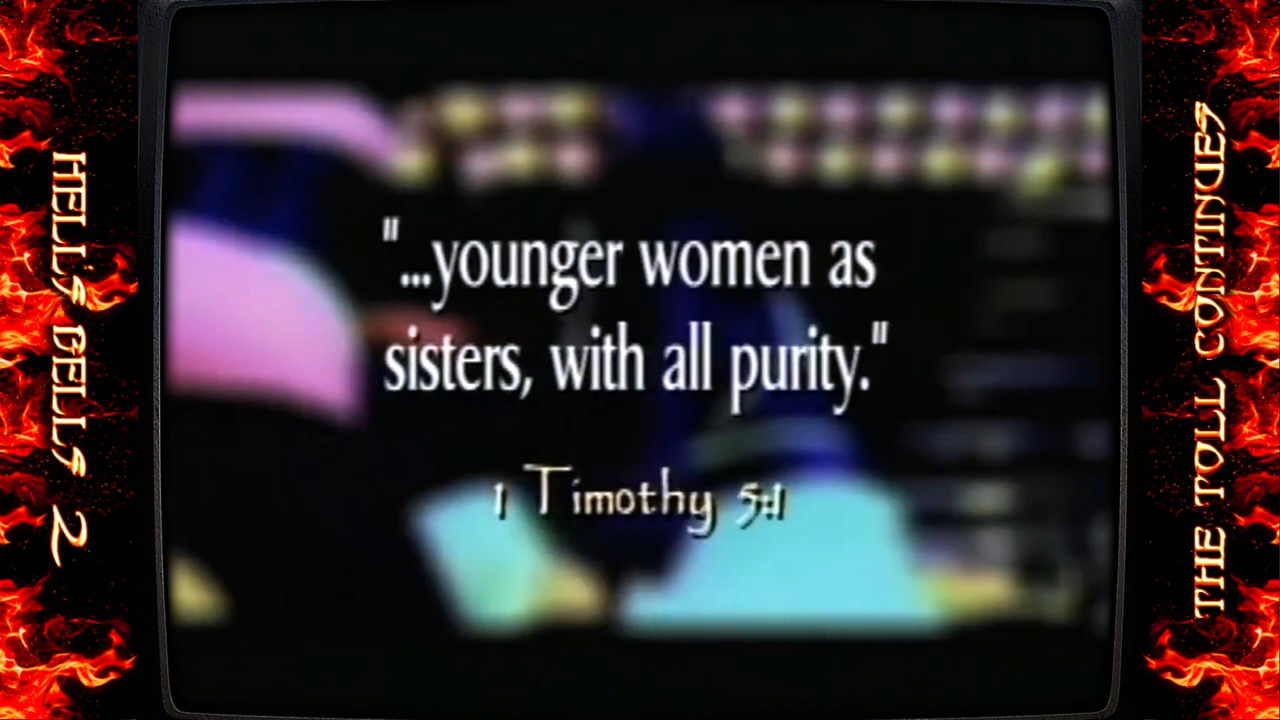 HELL'S BELLS 2
"...younger women as
sisters, with all purity."
1 Timothy 5:1
THE TOLL CONTINUES